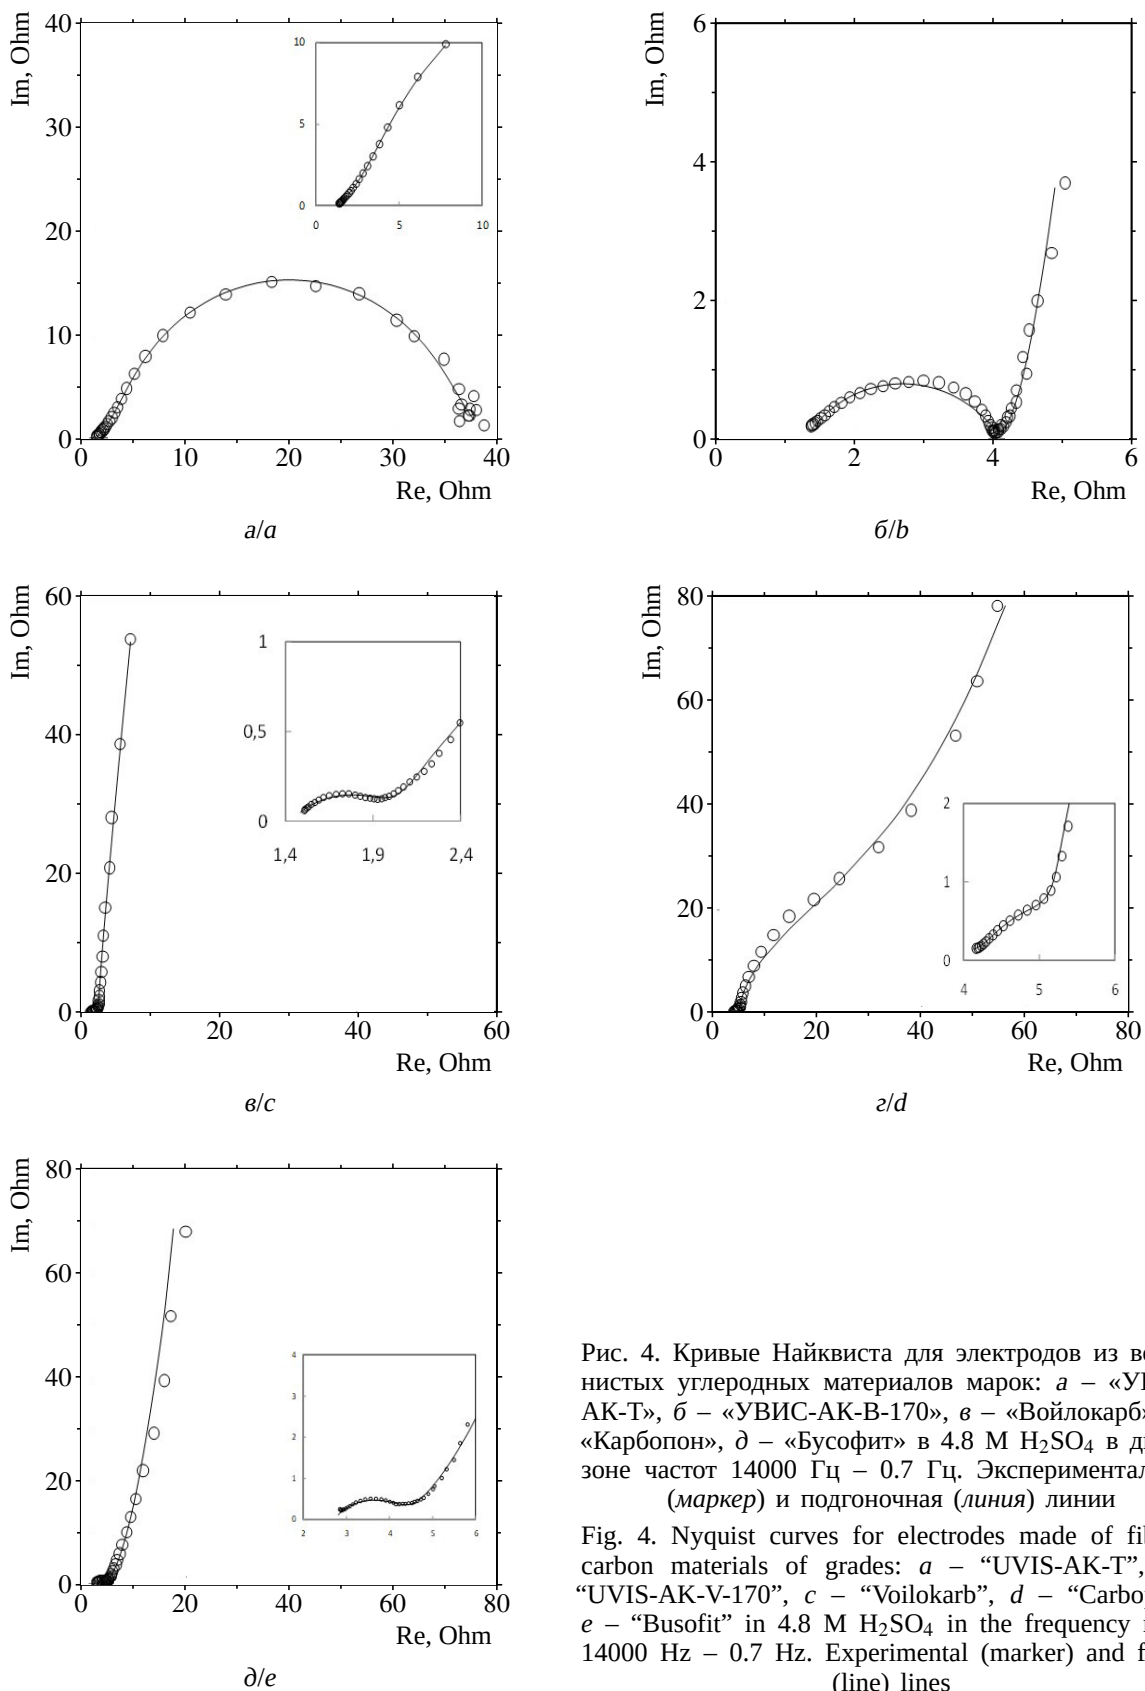 Im, Ohm
40
30
20
10
0
0 10 20 30 40
Re, Ohm
10
5
0
0 5 10
а/a
Im, Ohm
6
4
2
0
0 2 4 6
Re, Ohm
б/b
Im, Ohm
60
40
20
0
0 20 40 60
Re, Ohm
1
0,5
0
1,4 1,9 2,4
в/c
Im, Ohm
80
60
40
20
0
0 20 40 60 80
Re, Ohm
2
1
0
4 5 6
г/d
Im, Ohm
80
60
40
20
0
0 20 40 60 80
Re, Ohm
4
3
2
1
0
2 3 4 5 6
д/e
Рис. 4. Кривые Найквиста для электродов из
нистых углеродных материалов марок: а –
АК-Т», б – «УВИС-АК-В-170», в – «Войлокарб»
«Карбопон», д – «Бусофит» в 4.8 М H₂SO₄ в
зоне частот 14000 Гц – 0.7 Гц.
(маркер) и подгоночная (линия) линии
Fig. 4. Nyquist curves for electrodes made of
carbon materials of grades: a – “UVIS-AK-T”,
“UVIS-AK-V-170”, c – “Voilokarb”, d –
e – “Busofit” in 4.8 M H₂SO₄ in the frequency
14000 Hz – 0.7 Hz. Experimental (marker) and
(line) lines